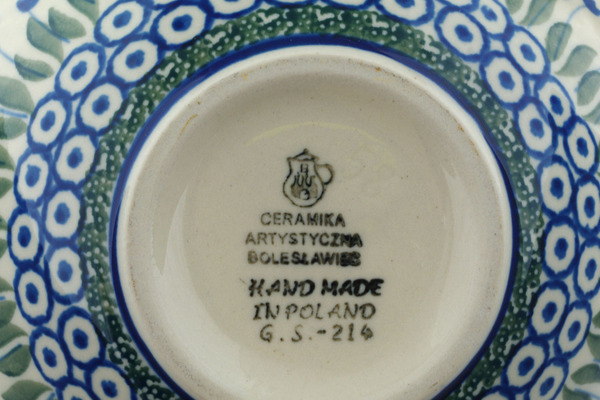 CERAMIKA
ARTYSTYCZNA
BOLESŁAWIEC
HAND MADE
IN POLAND
G.S.-214